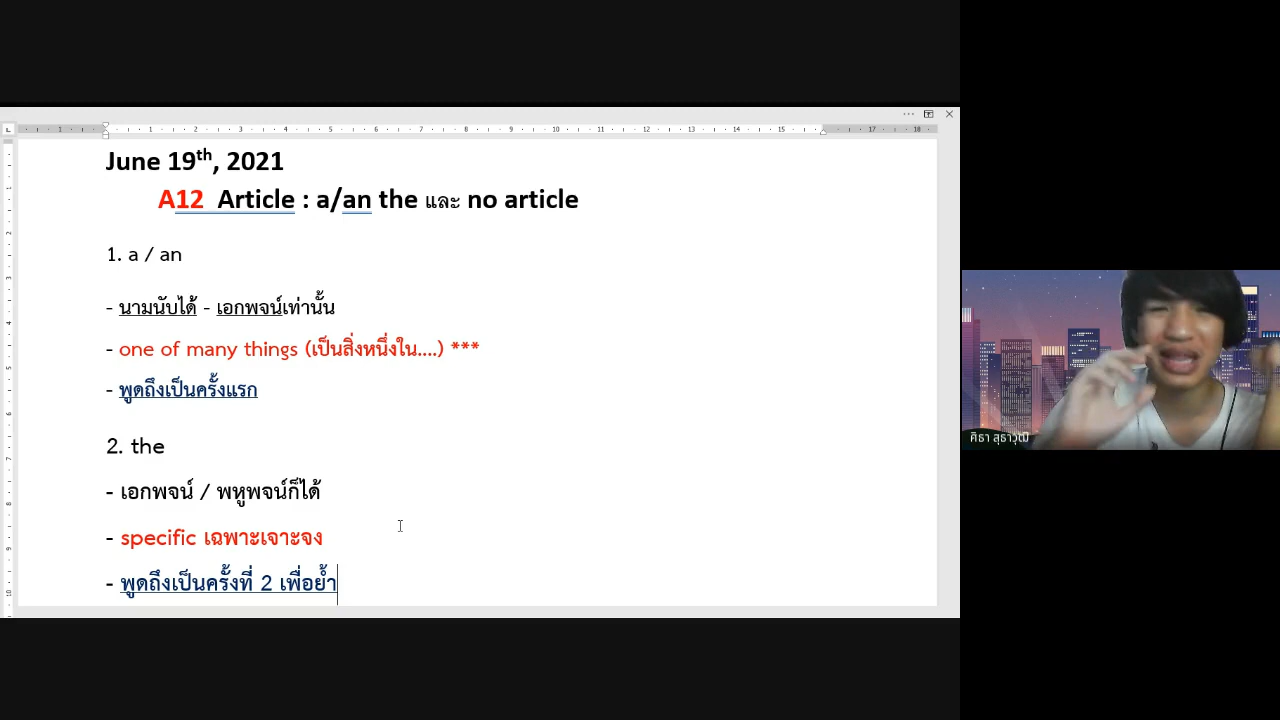 June 19th, 2021
A12 Article : a/an the และ no article
1. a / an
- นามนับได้ - เอกพจน์เท่านั้น
- one of many things (เป็นสิ่งหนึ่งใน....) ***
- พูดถึงเป็นครั้งแรก
2. the
- เอกพจน์ / พหูพจน์ก็ได้
- specific เฉพาะเจาะจง
- พูดถึงเป็นครั้งที่ 2 เพื่อย้ำ
ศิธา สุธาวุฒิ